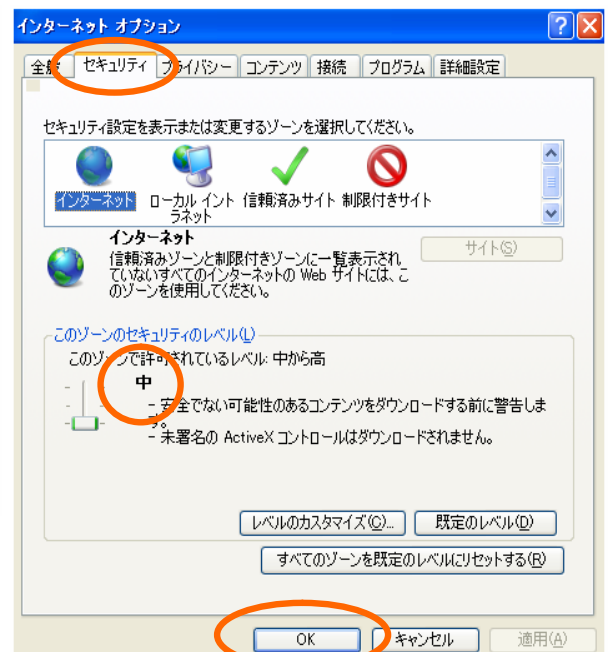 インターネット オプション
全般 セキュリティ プライバシー コンテンツ 接続 プログラム 詳細設定
セキュリティ設定を表示または変更するゾーンを選択してください。
インターネット ローカル イント 信頼済みサイト 制限付きサイト
ラネット
インターネット
サイト(S)
信頼済みゾーンと制限付きゾーンに一覧表示され
ていないすべてのインターネットの Web サイトには、こ
のゾーンを使用してください。
このゾーンのセキュリティのレベル(L)
このゾーンで許可されているレベル: 中から高
中
- 安全でない可能性のあるコンテンツをダウンロードする前に警告しま
す。
- 未署名の ActiveX コントロールはダウンロードされません。
レベルのカスタマイズ(C)... 既定のレベル(D)
すべてのゾーンを既定のレベルにリセットする(R)
OK キャンセル 適用(A)